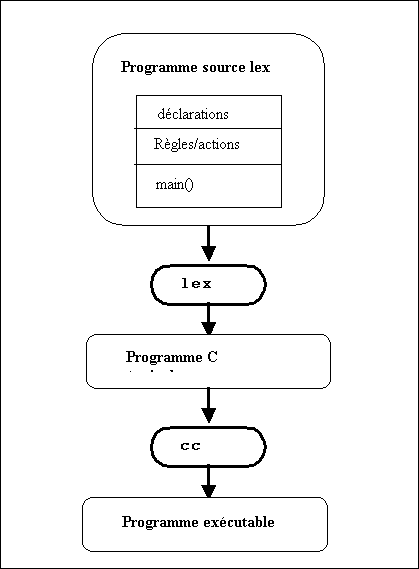 Programme source lex
déclarations
Règles/actions
main()
lex
Programme C
cc
Programme exécutable